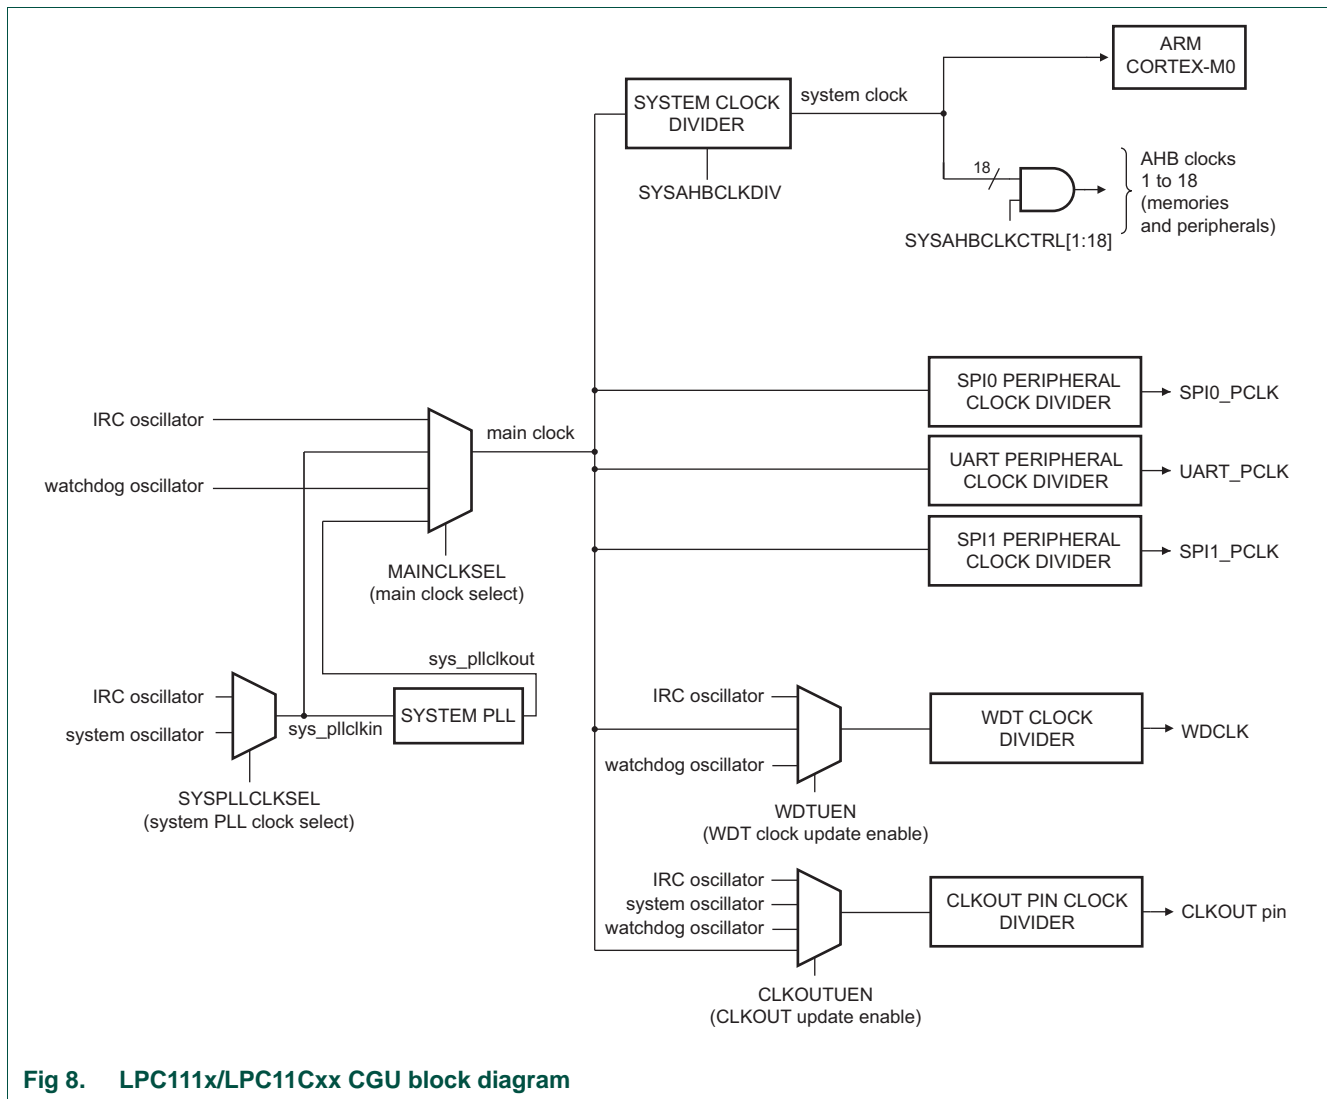 ARM
CORTEX-M0
SYSTEM CLOCK
DIVIDER
system clock
SYSAHBCLKDIV
18
AHB clocks
1 to 18
(memories
and peripherals)
SYSAHBCLKCTRL[1:18]
SPI0 PERIPHERAL
CLOCK DIVIDER
SPI0_PCLK
IRC oscillator
main clock
UART PERIPHERAL
CLOCK DIVIDER
UART_PCLK
watchdog oscillator
SPI1 PERIPHERAL
CLOCK DIVIDER
SPI1_PCLK
MAINCLKSEL
(main clock select)
sys_pllclkout
IRC oscillator
system oscillator
sys_pllclkin
SYSTEM PLL
SYSPLLCLKSEL
(system PLL clock select)
IRC oscillator
watchdog oscillator
WDT CLOCK
DIVIDER
WDCLK
WDTUEN
(WDT clock update enable)
IRC oscillator
system oscillator
watchdog oscillator
CLKOUT PIN CLOCK
DIVIDER
CLKOUT pin
CLKOUTUEN
(CLKOUT update enable)
Fig 8. LPC111x/LPC11Cxx CGU block diagram